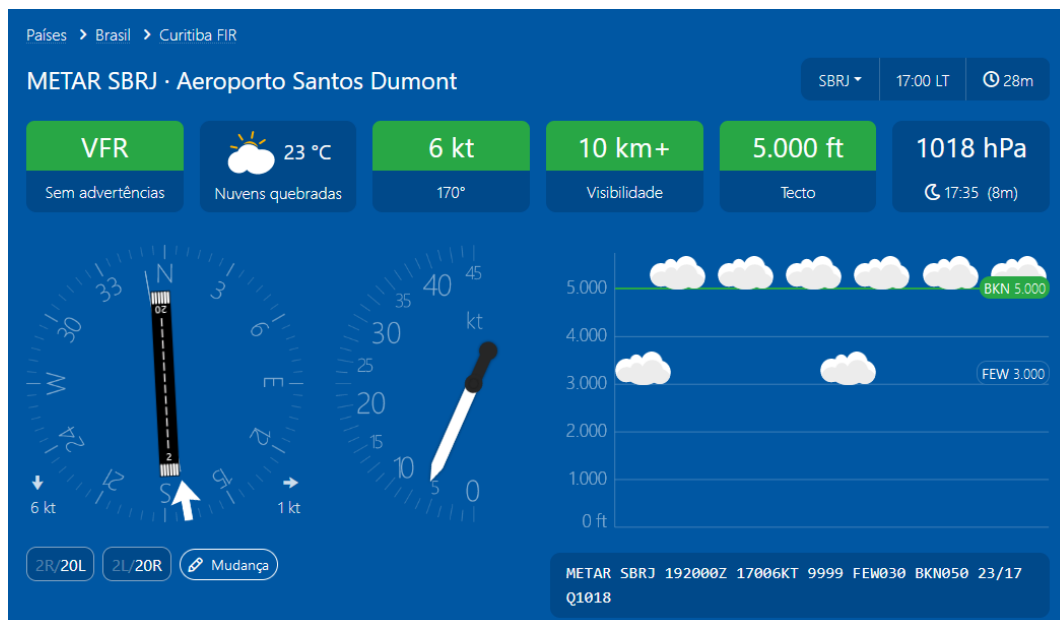 Países > Brasil > Curitiba FIR
METAR SBRJ · Aeroporto Santos Dumont
SBRJ 17:00 LT 28m
VFR
Sem advertências
23 °C
Nuvens quebradas
6 kt
170°
10 km+
Visibilidade
5.000 ft
Tecto
1018 hPa
17:35 (8m)
N
3
6
E
12
15
S
21
24
W
30
33
20
2
6 kt
1 kt
45
40
35
kt
30
25
20
15
10
5
0
5.000
BKN 5.000
4.000
3.000
FEW 3.000
2.000
1.000
0 ft
2R/20L 2L/20R Mudança
METAR SBRJ 192000Z 17006KT 9999 FEW030 BKN050 23/17
Q1018